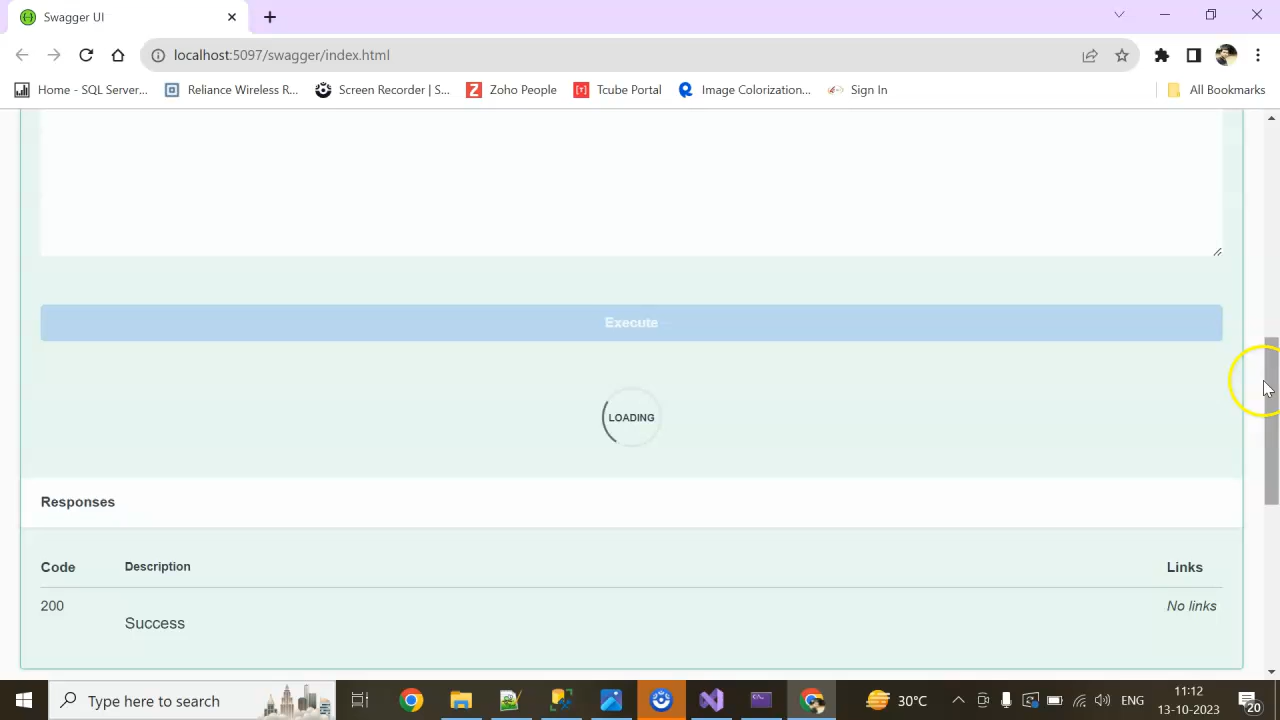 Swagger UI
localhost:5097/swagger/index.html
Home - SQL Server... Reliance Wireless R... Screen Recorder | S... Zoho People [T] Tcube Portal Image Colorization... Sign In All Bookmarks
Execute
LOADING
Responses
Code Description Links
200 Success No links
Type here to search 30°C ENG 11:12
13-10-2023 20